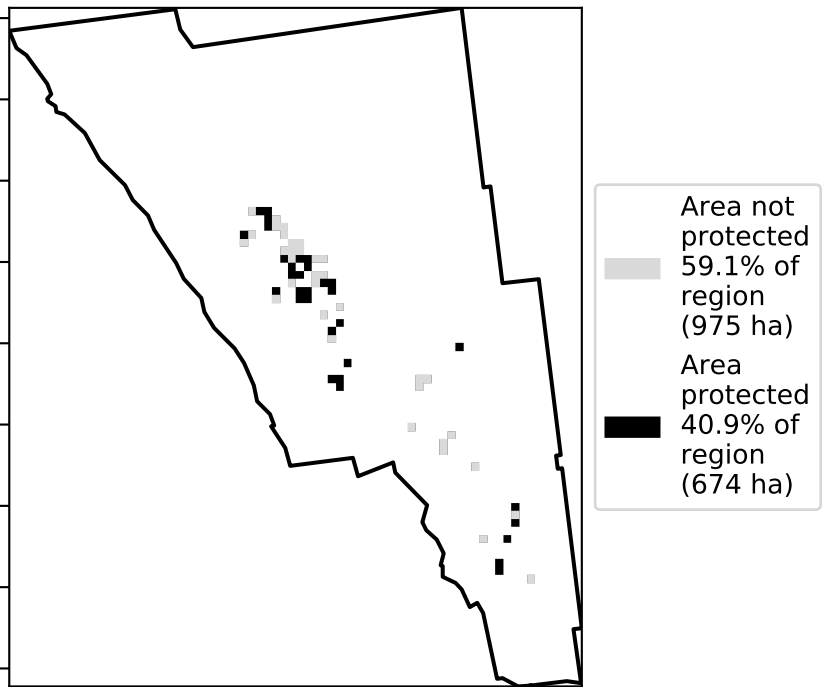 Area not
protected
59.1% of
region
(975 ha)
Area
protected
40.9% of
region
(674 ha)